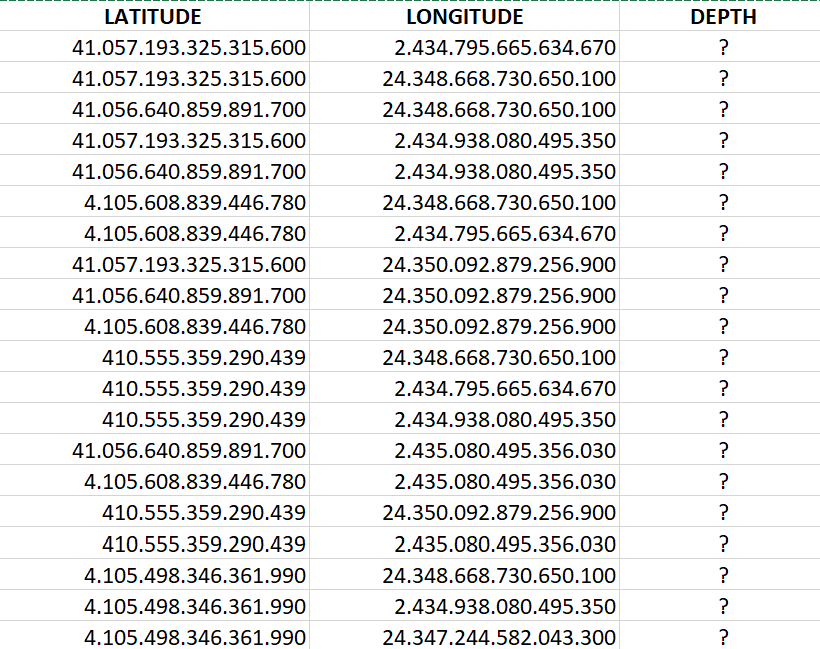 LATITUDE LONGITUDE DEPTH
41.057.193.325.315.600 2.434.795.665.634.670 ?
41.057.193.325.315.600 24.348.668.730.650.100 ?
41.056.640.859.891.700 24.348.668.730.650.100 ?
41.057.193.325.315.600 2.434.938.080.495.350 ?
41.056.640.859.891.700 2.434.938.080.495.350 ?
4.105.608.839.446.780 24.348.668.730.650.100 ?
4.105.608.839.446.780 2.434.795.665.634.670 ?
41.057.193.325.315.600 24.350.092.879.256.900 ?
41.056.640.859.891.700 24.350.092.879.256.900 ?
4.105.608.839.446.780 24.350.092.879.256.900 ?
410.555.359.290.439 24.348.668.730.650.100 ?
410.555.359.290.439 2.434.795.665.634.670 ?
410.555.359.290.439 2.434.938.080.495.350 ?
41.056.640.859.891.700 2.435.080.495.356.030 ?
4.105.608.839.446.780 2.435.080.495.356.030 ?
410.555.359.290.439 24.350.092.879.256.900 ?
410.555.359.290.439 2.435.080.495.356.030 ?
4.105.498.346.361.990 24.348.668.730.650.100 ?
4.105.498.346.361.990 2.434.938.080.495.350 ?
4.105.498.346.361.990 24.347.244.582.043.300 ?